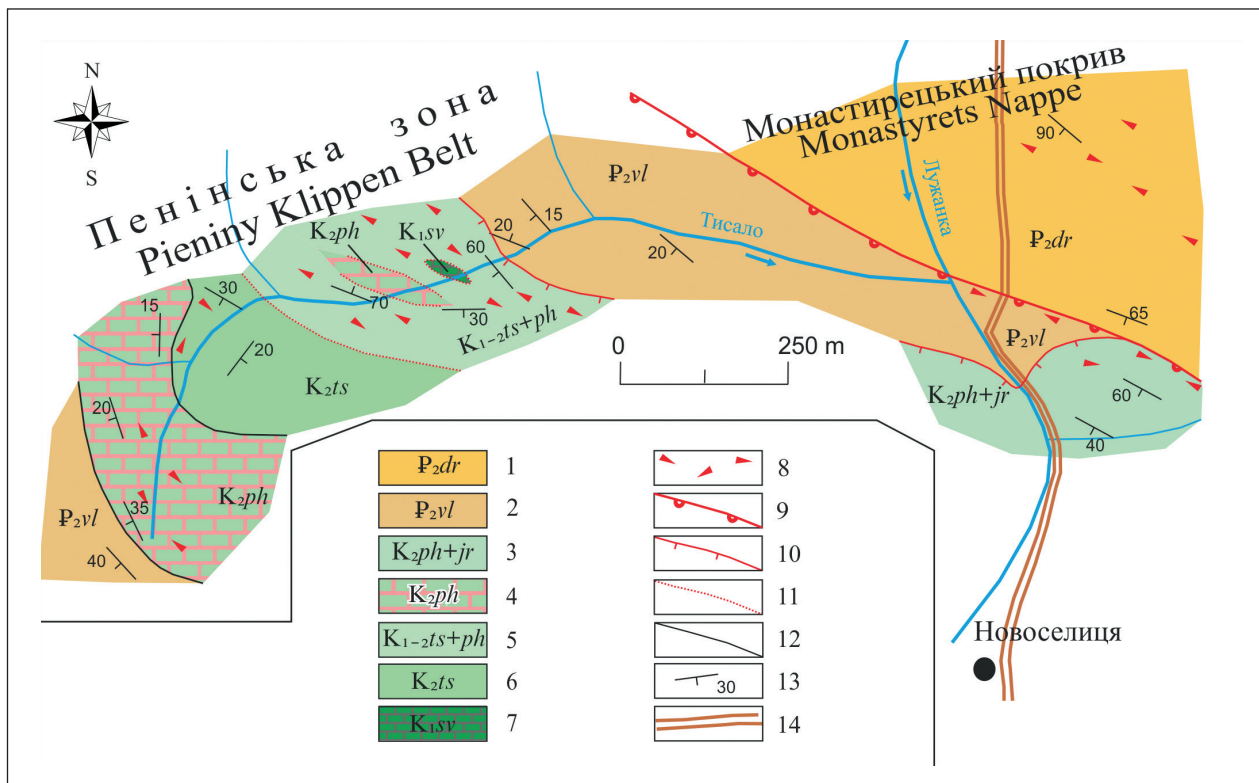 N
S
Пенінська зона
Pieniny Klippen Belt
Монастирецький покрив
Monastyrets Nappe
90
Лужанка
₽₂vl
K₂ph
K₁sv
20
15
Тисало
60
20
₽₂dr
30
15
70
30
K₁₋₂ts+ph
65
₽₂vl
20
0
250 m
K₂ts
K₂ph+jr
60
20
40
K₂ph
35
₽₂vl
40
Новоселиця
₽₂dr 1
₽₂vl 2
K₂ph+jr 3
K₂ph 4
K₁₋₂ts+ph 5
K₂ts 6
K₁sv 7
8
9
10
11
12
30 13
14